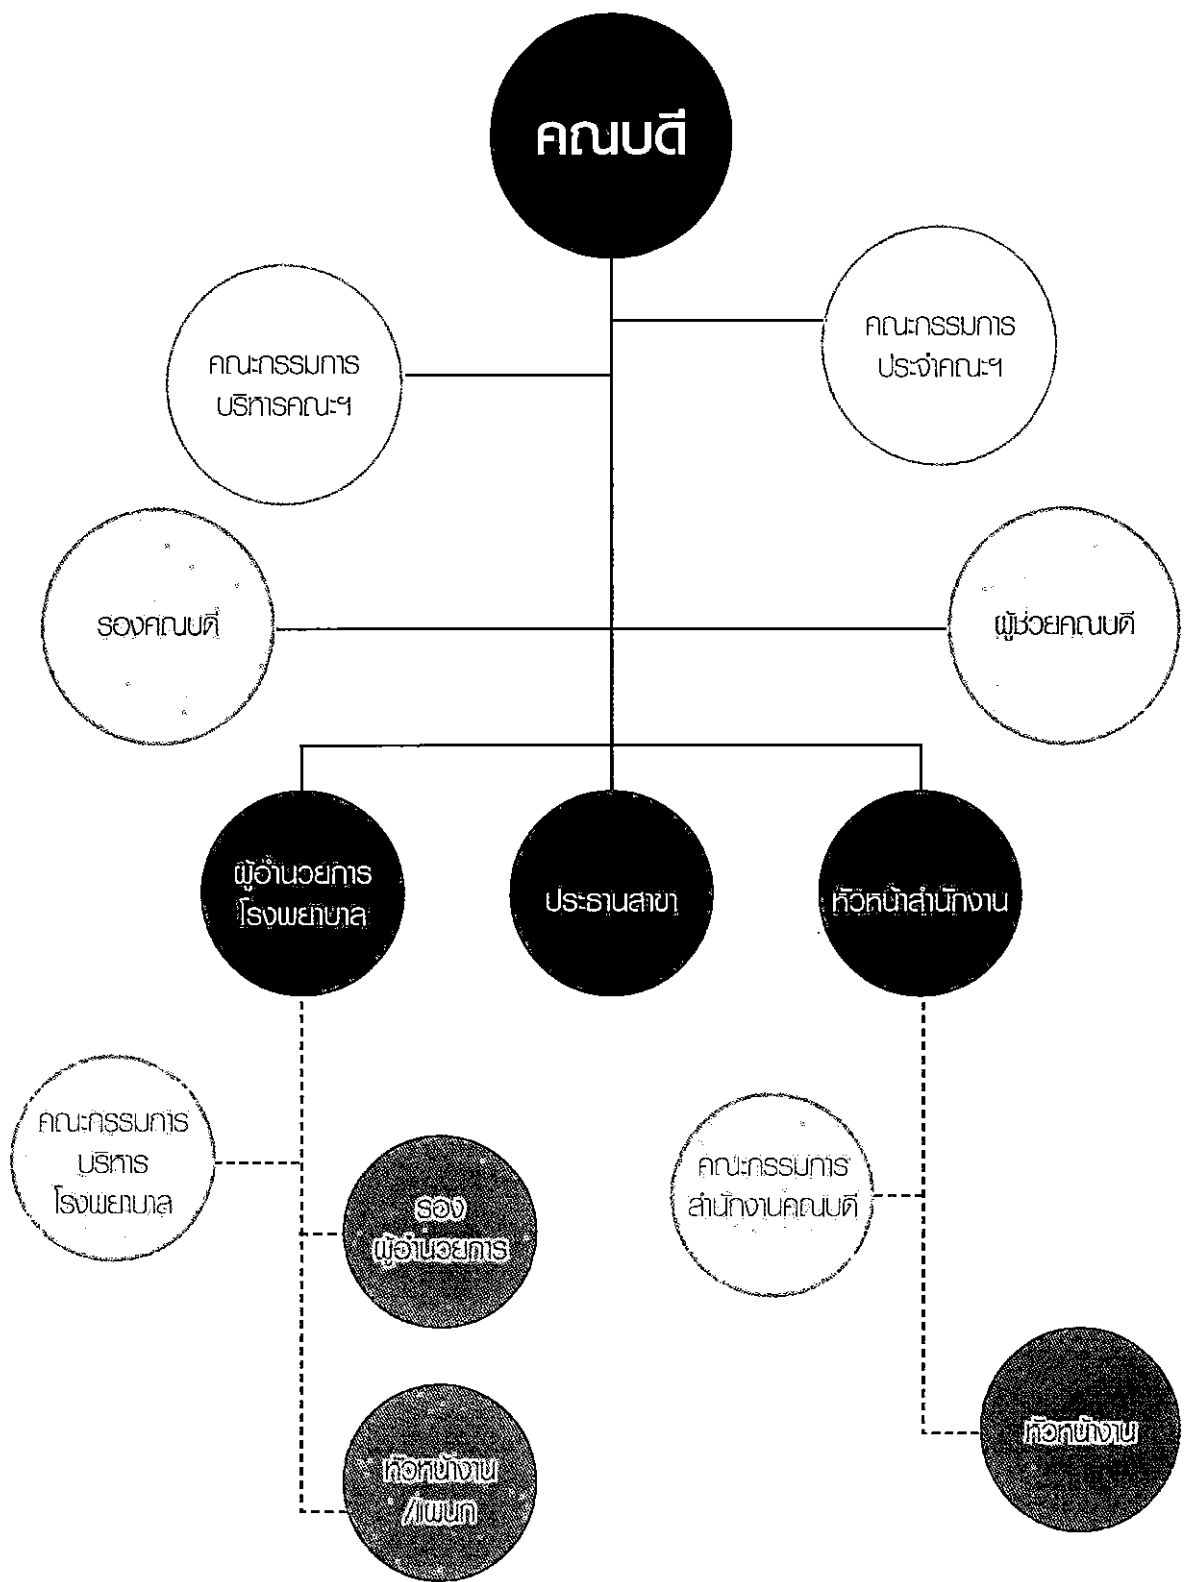 คณบดี
คณะกรรมการ
ประจำคณะฯ
คณะกรรมการ
บริหารคณะฯ
รองคณบดี
ผู้ช่วยคณบดี
ผู้อำนวยการ
โรงพยาบาล
ประธานสาขา
หัวหน้าสำนักงาน
คณะกรรมการ
บริหาร
โรงพยาบาล
รอง
ผู้อำนวยการ
คณะกรรมการ
สำนักงานคณบดี
หัวหน้างาน
/แผนก
หัวหน้างาน